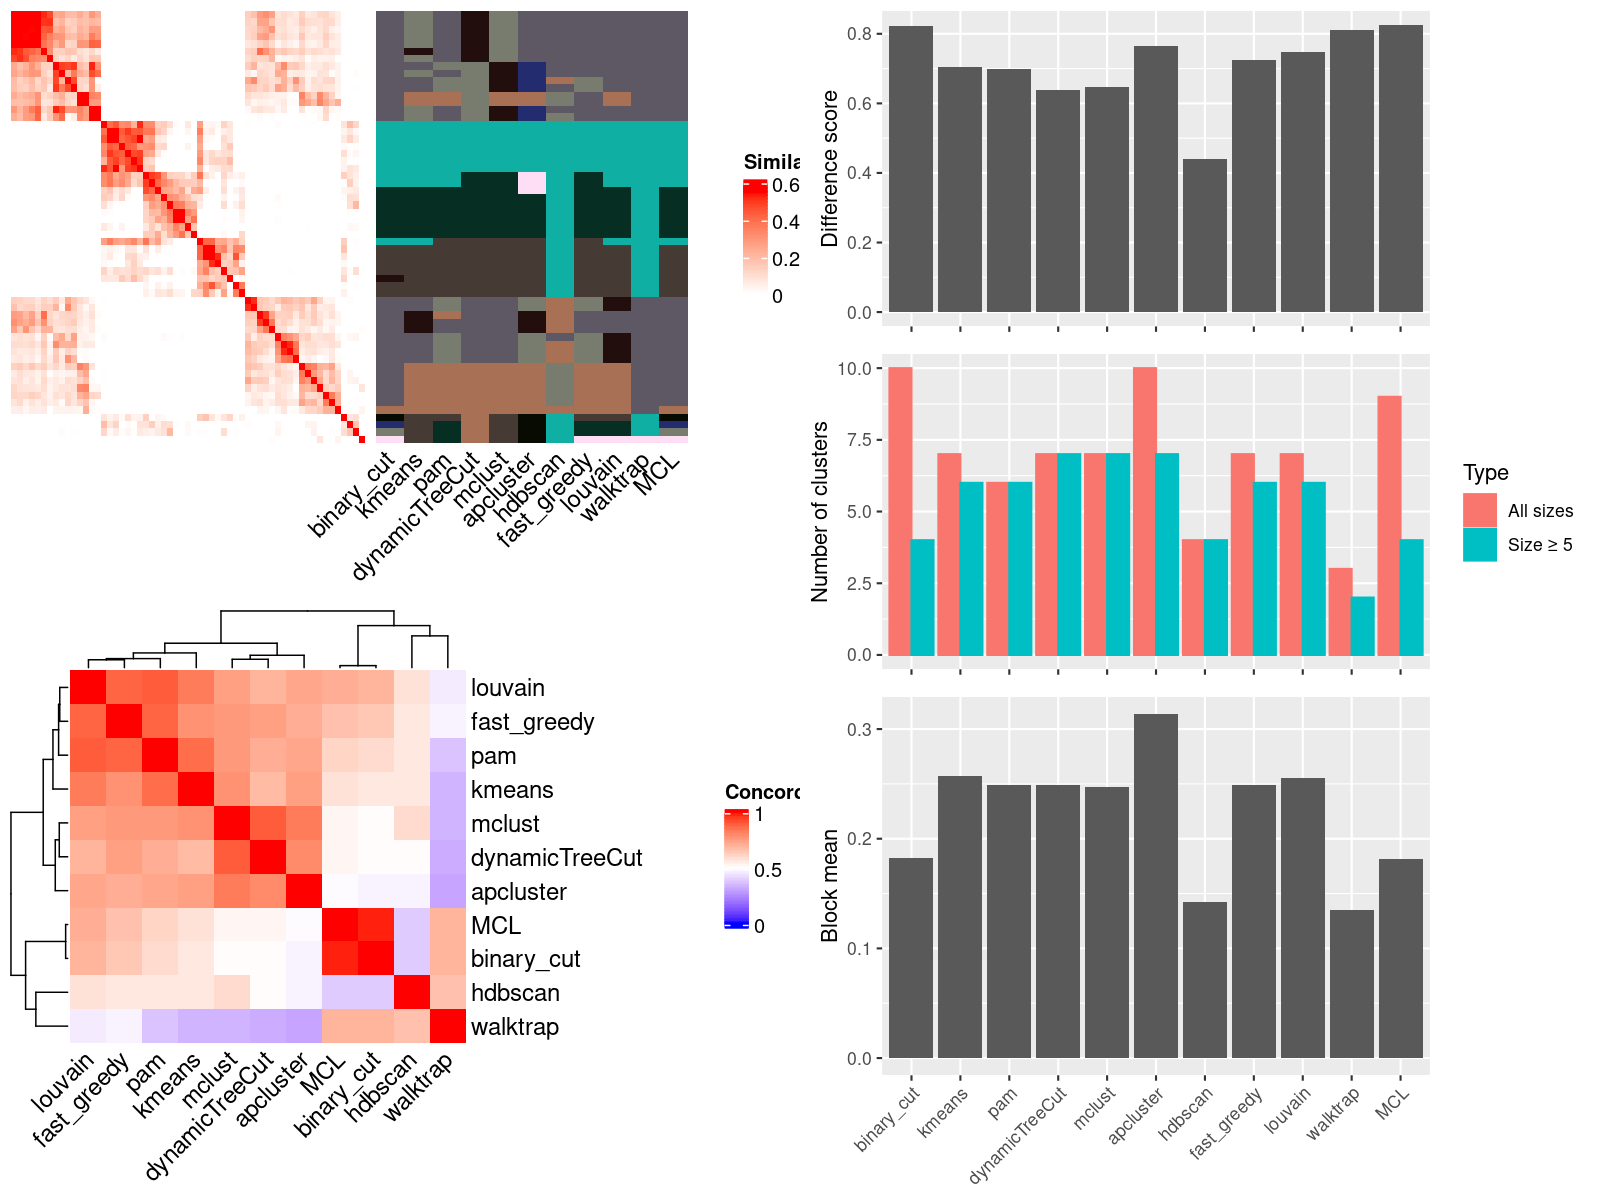 Simila
0.6
0.4
0.2
0
binary_cut
kmeans
pam
dynamicTreeCut
mclust
apcluster
hdbscan
fast_greedy
louvain
walktrap
MCL
louvain
fast_greedy
pam
kmeans
mclust
dynamicTreeCut
apcluster
MCL
binary_cut
hdbscan
walktrap
louvain
fast_greedy
pam
kmeans
mclust
dynamicTreeCut
apcluster
MCL
binary_cut
hdbscan
walktrap
Concord
1
0.5
0
Difference score
0.8
0.6
0.4
0.2
0.0
Number of clusters
10.0
7.5
5.0
2.5
0.0
Type
All sizes
Size ≥ 5
Block mean
0.3
0.2
0.1
0.0
binary_cut
kmeans
pam
dynamicTreeCut
mclust
apcluster
hdbscan
fast_greedy
louvain
walktrap
MCL